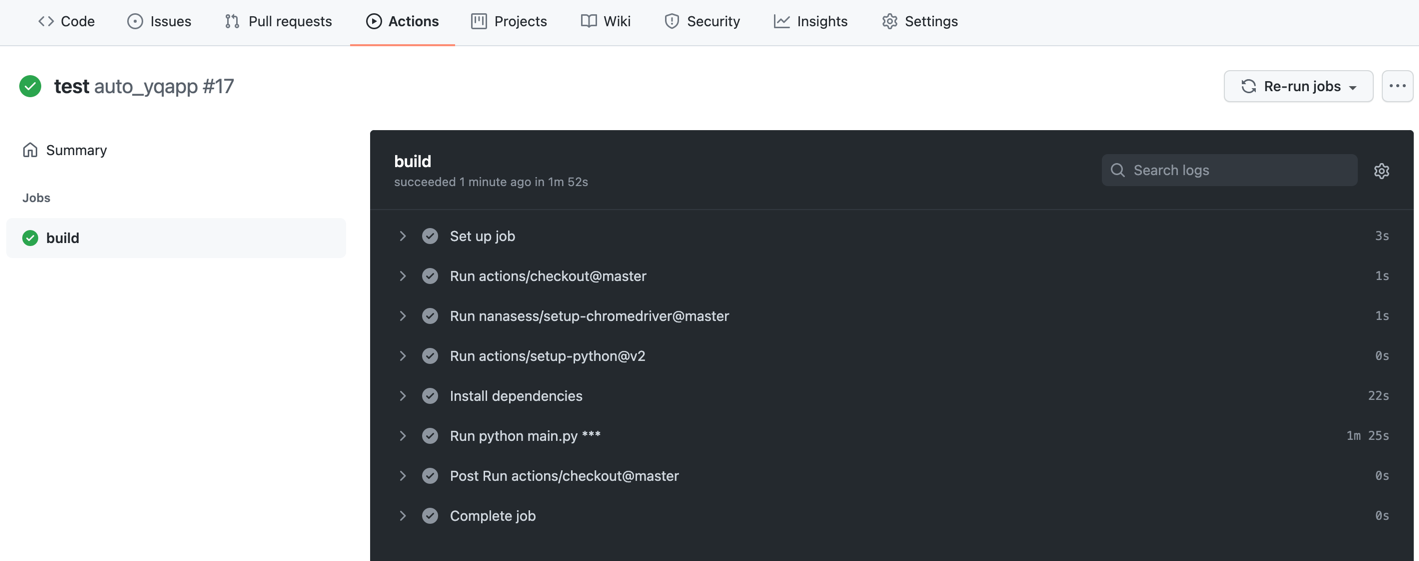 Code Issues Pull requests Actions Projects Wiki Security Insights Settings
test auto_yqapp #17
Re-run jobs
Summary
Jobs
build
build
succeeded 1 minute ago in 1m 52s
Search logs
Set up job 3s
Run actions/checkout@master 1s
Run nanasess/setup-chromedriver@master 1s
Run actions/setup-python@v2 0s
Install dependencies 22s
Run python main.py *** 1m 25s
Post Run actions/checkout@master 0s
Complete job 0s